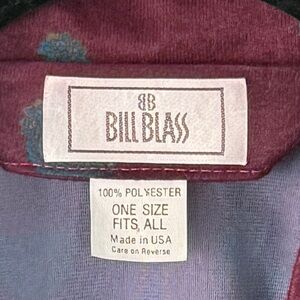 BB
BILL BLASS
100% POLYESTER
ONE SIZE
FITS ALL
Made in USA
Care on Reverse